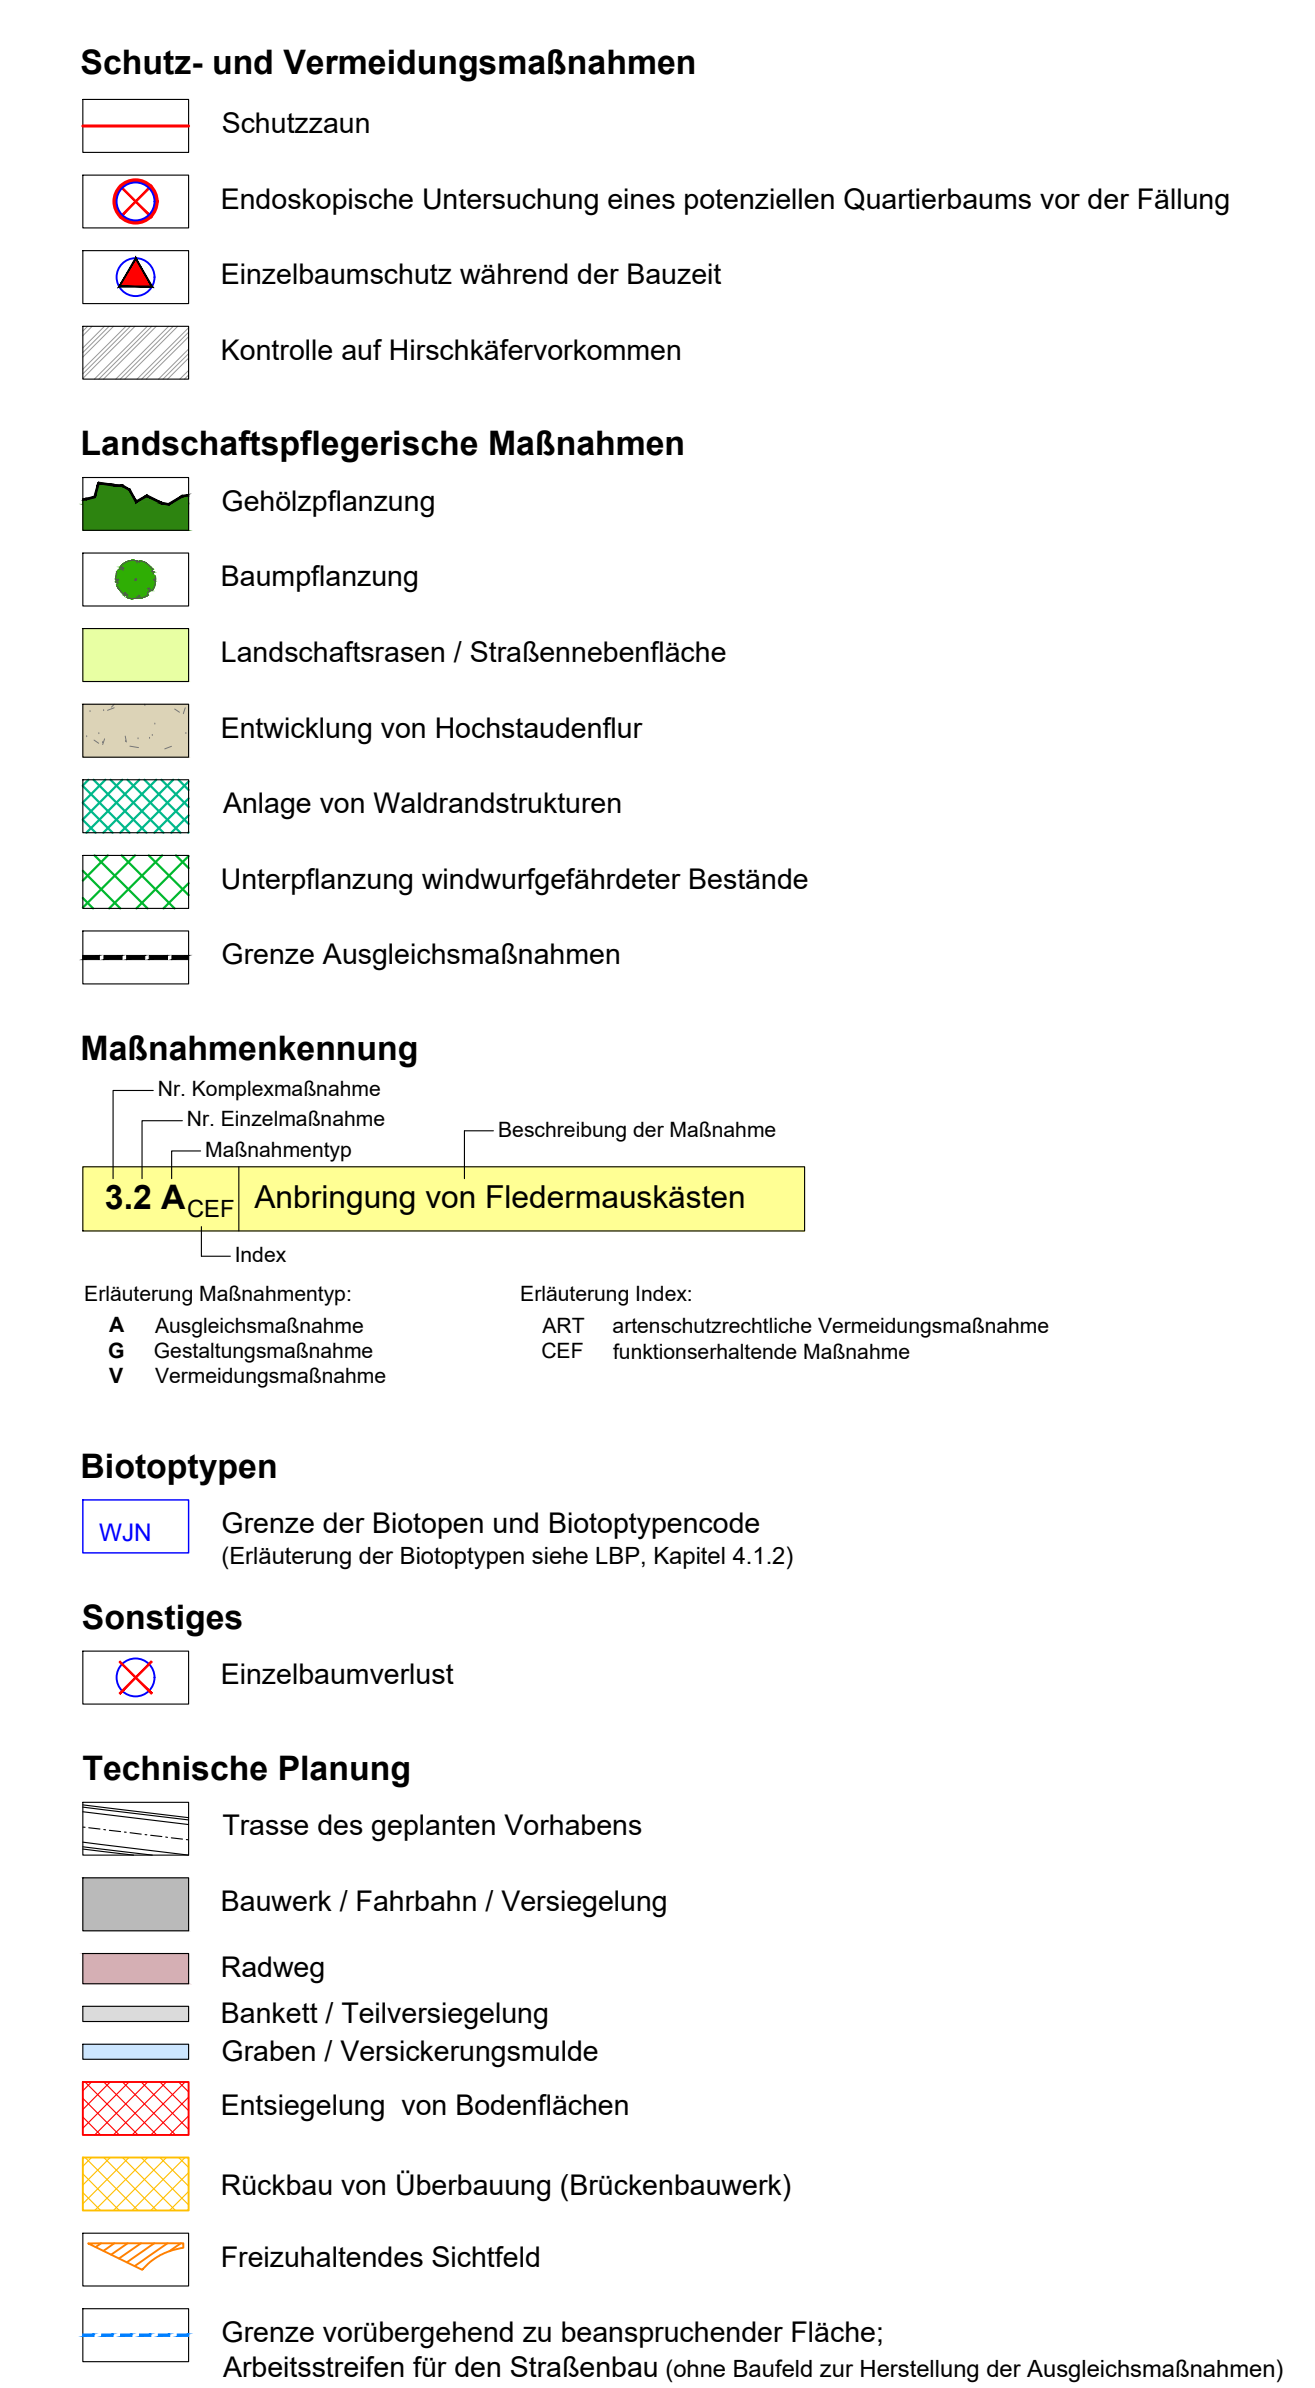 Schutz- und Vermeidungsmaßnahmen
Schutzzaun
Endoskopische Untersuchung eines potenziellen Quartierbaums vor der Fällung
Einzelbaumschutz während der Bauzeit
Kontrolle auf Hirschkäfervorkommen
Landschaftspflegerische Maßnahmen
Gehölzpflanzung
Baumpflanzung
Landschaftsrasen / Straßennebenfläche
Entwicklung von Hochstaudenflur
Anlage von Waldrandstrukturen
Unterpflanzung windwurfgefährdeter Bestände
Grenze Ausgleichsmaßnahmen
Maßnahmenkennung
Nr. Komplexmaßnahme
Nr. Einzelmaßnahme
Maßnahmentyp
Beschreibung der Maßnahme
3.2 A CEF Anbringung von Fledermauskästen
Index
Erläuterung Maßnahmentyp:
A Ausgleichsmaßnahme
G Gestaltungsmaßnahme
V Vermeidungsmaßnahme
Erläuterung Index:
ART artenschutzrechtliche Vermeidungsmaßnahme
CEF funktionserhaltende Maßnahme
Biotoptypen
WJN Grenze der Biotopen und Biotoptypencode
(Erläuterung der Biotoptypen siehe LBP, Kapitel 4.1.2)
Sonstiges
Einzelbaumverlust
Technische Planung
Trasse des geplanten Vorhabens
Bauwerk / Fahrbahn / Versiegelung
Radweg
Bankett / Teilversiegelung
Graben / Versickerungsmulde
Entsiegelung von Bodenflächen
Rückbau von Überbauung (Brückenbauwerk)
Freizuhaltendes Sichtfeld
Grenze vorübergehend zu beanspruchender Fläche;
Arbeitsstreifen für den Straßenbau (ohne Baufeld zur Herstellung der Ausgleichsmaßnahmen)